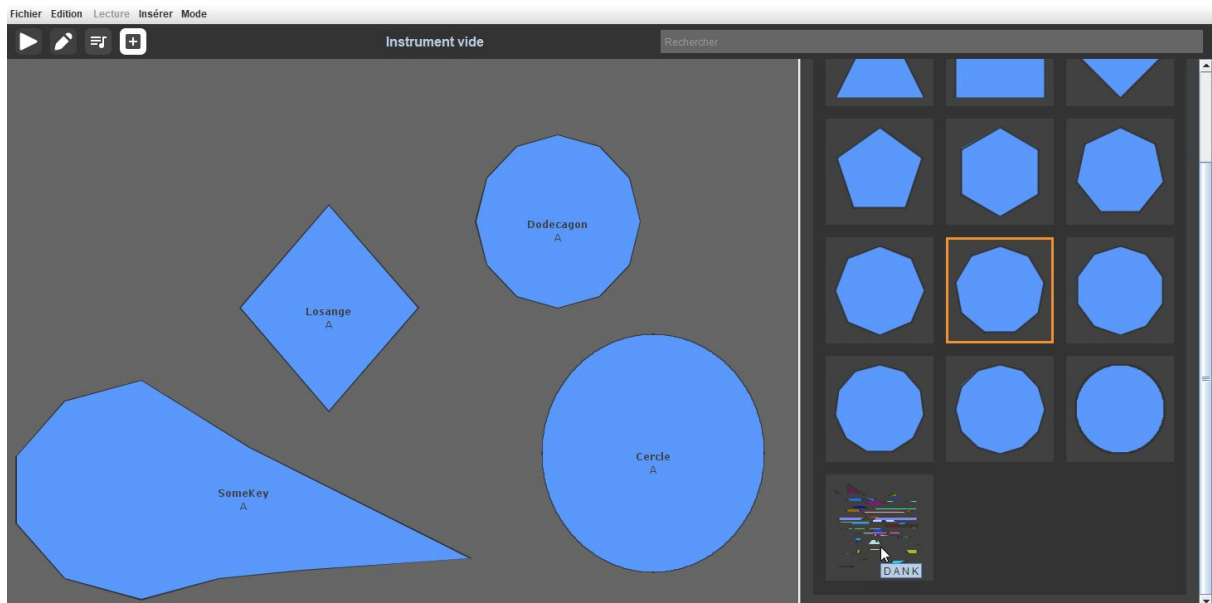 Fichier Edition Lecture Insérer Mode
Instrument vide
Rechercher
Dodecagon
A
Losange
A
Cercle
A
SomeKey
A
DANK